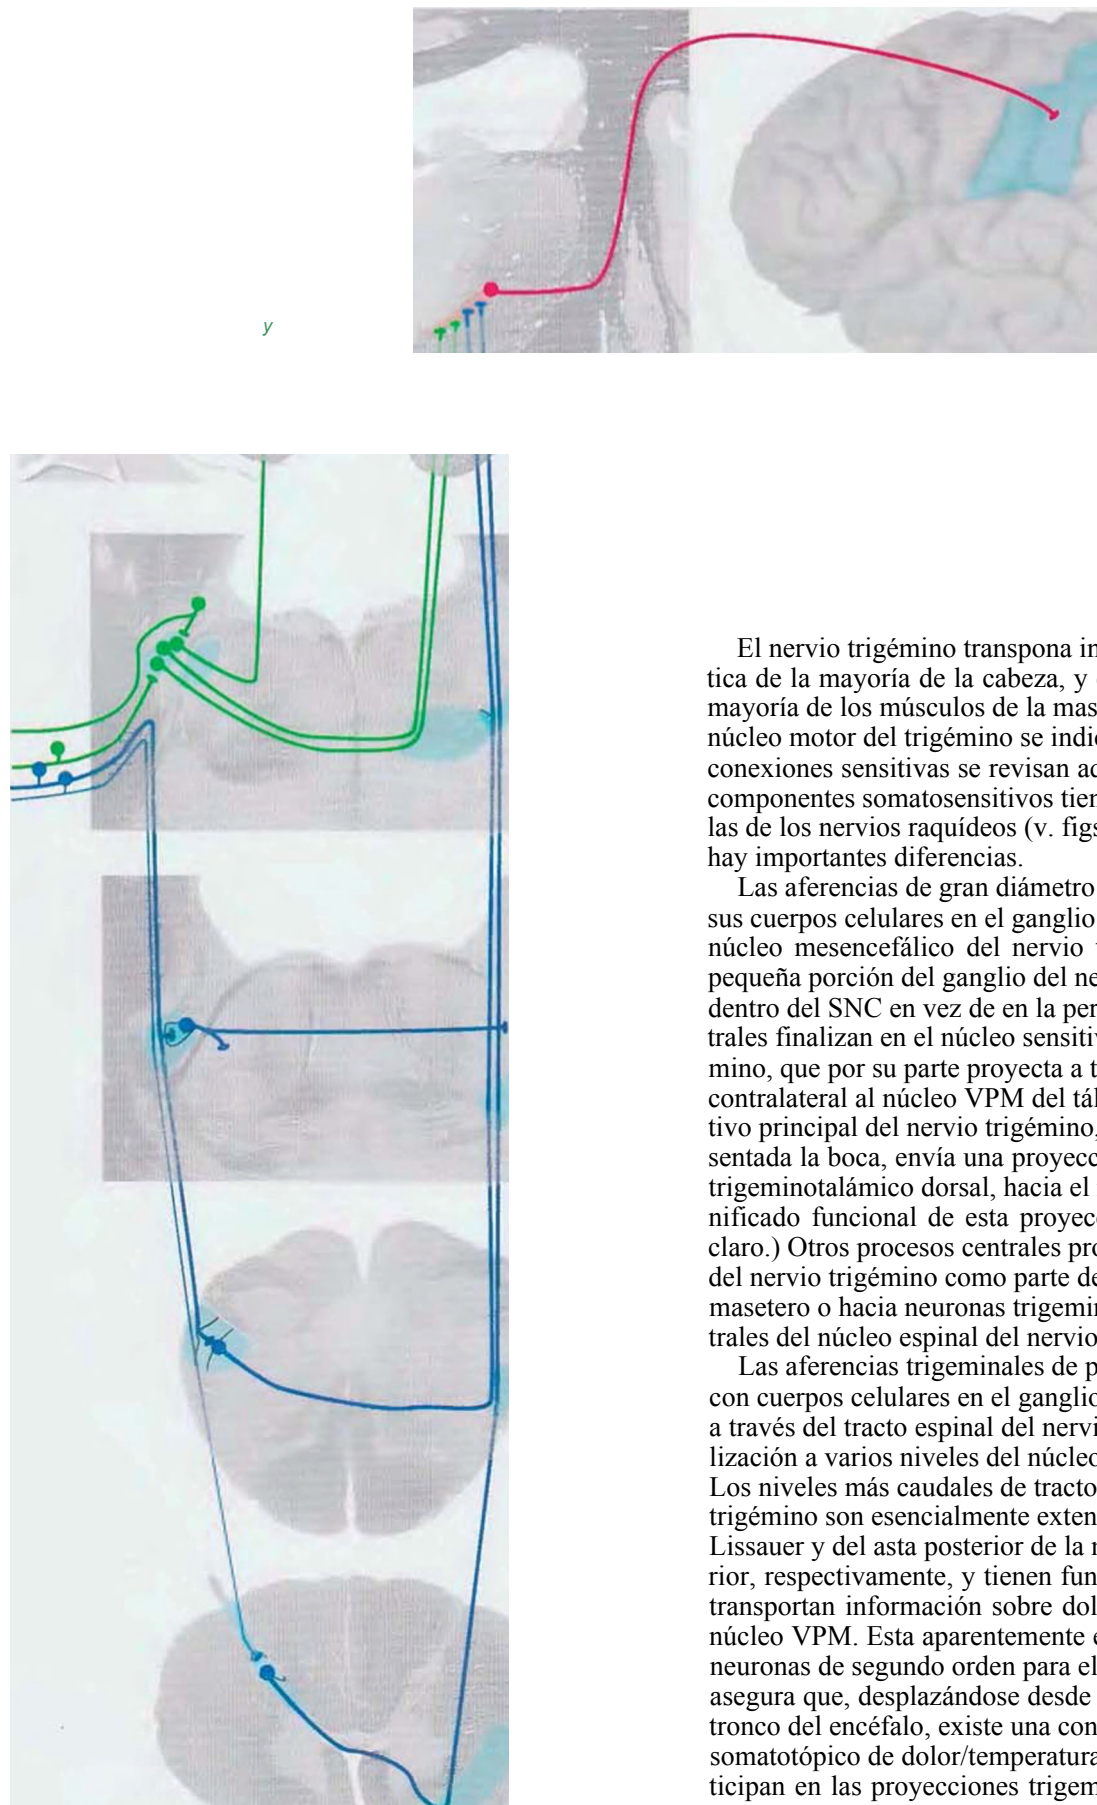 y
El nervio trigémino transpona in
tica de la mayoría de la cabeza, y
mayoría de los músculos de la mas
núcleo motor del trigémino se indic
conexiones sensitivas se revisan ac
componentes somatosensitivos tien
las de los nervios raquídeos (v. figs
hay importantes diferencias.
Las aferencias de gran diámetro
sus cuerpos celulares en el ganglio
núcleo mesencefálico del nervio
pequeña porción del ganglio del ne
dentro del SNC en vez de en la per
trales finalizan en el núcleo sensitiv
mino, que por su parte proyecta a t
contralateral al núcleo VPM del tál
tivo principal del nervio trigémino,
sentada la boca, envía una proyecc
trigeminotalámico dorsal, hacia el
nificado funcional de esta proyecc
claro.) Otros procesos centrales pro
del nervio trigémino como parte de
masetero o hacia neuronas trigemin
trales del núcleo espinal del nervio
Las aferencias trigeminales de p
con cuerpos celulares en el ganglio
a través del tracto espinal del nervi
lización a varios niveles del núcleo
Los niveles más caudales de tracto
trigémino son esencialmente exten
Lissauer y del asta posterior de la
rior, respectivamente, y tienen fun
transportan información sobre dol
núcleo VPM. Esta aparentemente e
neuronas de segundo orden para el
asegura que, desplazándose desde
tronco del encéfalo, existe una con
somatotópico de dolor/temperatura
ticipan en las proyecciones trigem